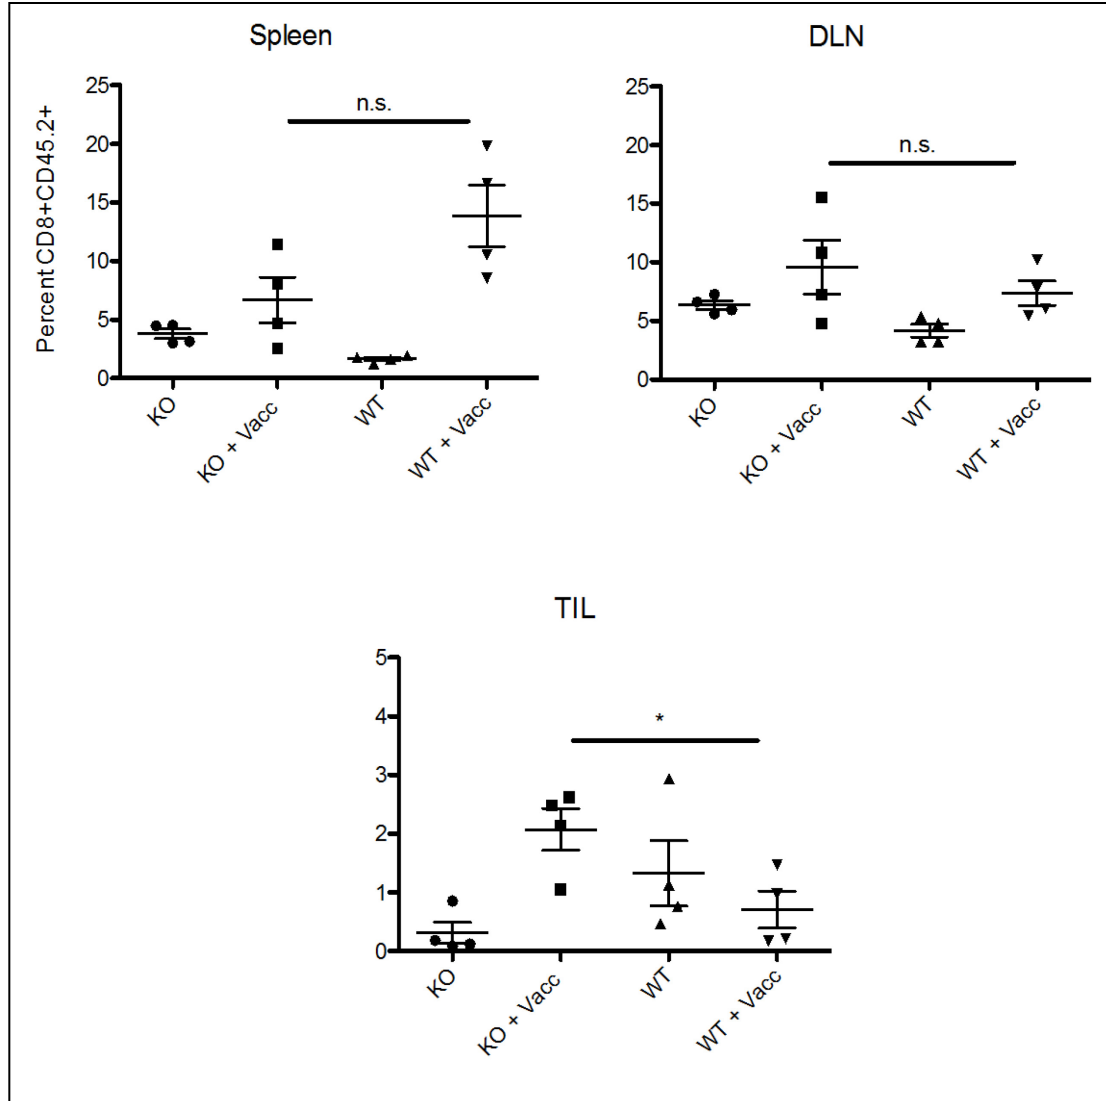 Spleen
Percent CD8+CD45.2+
25
20
15
10
5
0
n.s.
KO
KO + Vacc
WT
WT + Vacc
DLN
25
20
15
10
5
0
n.s.
KO
KO + Vacc
WT
WT + Vacc
TIL
5
4
3
2
1
0
*
KO
KO + Vacc
WT
WT + Vacc